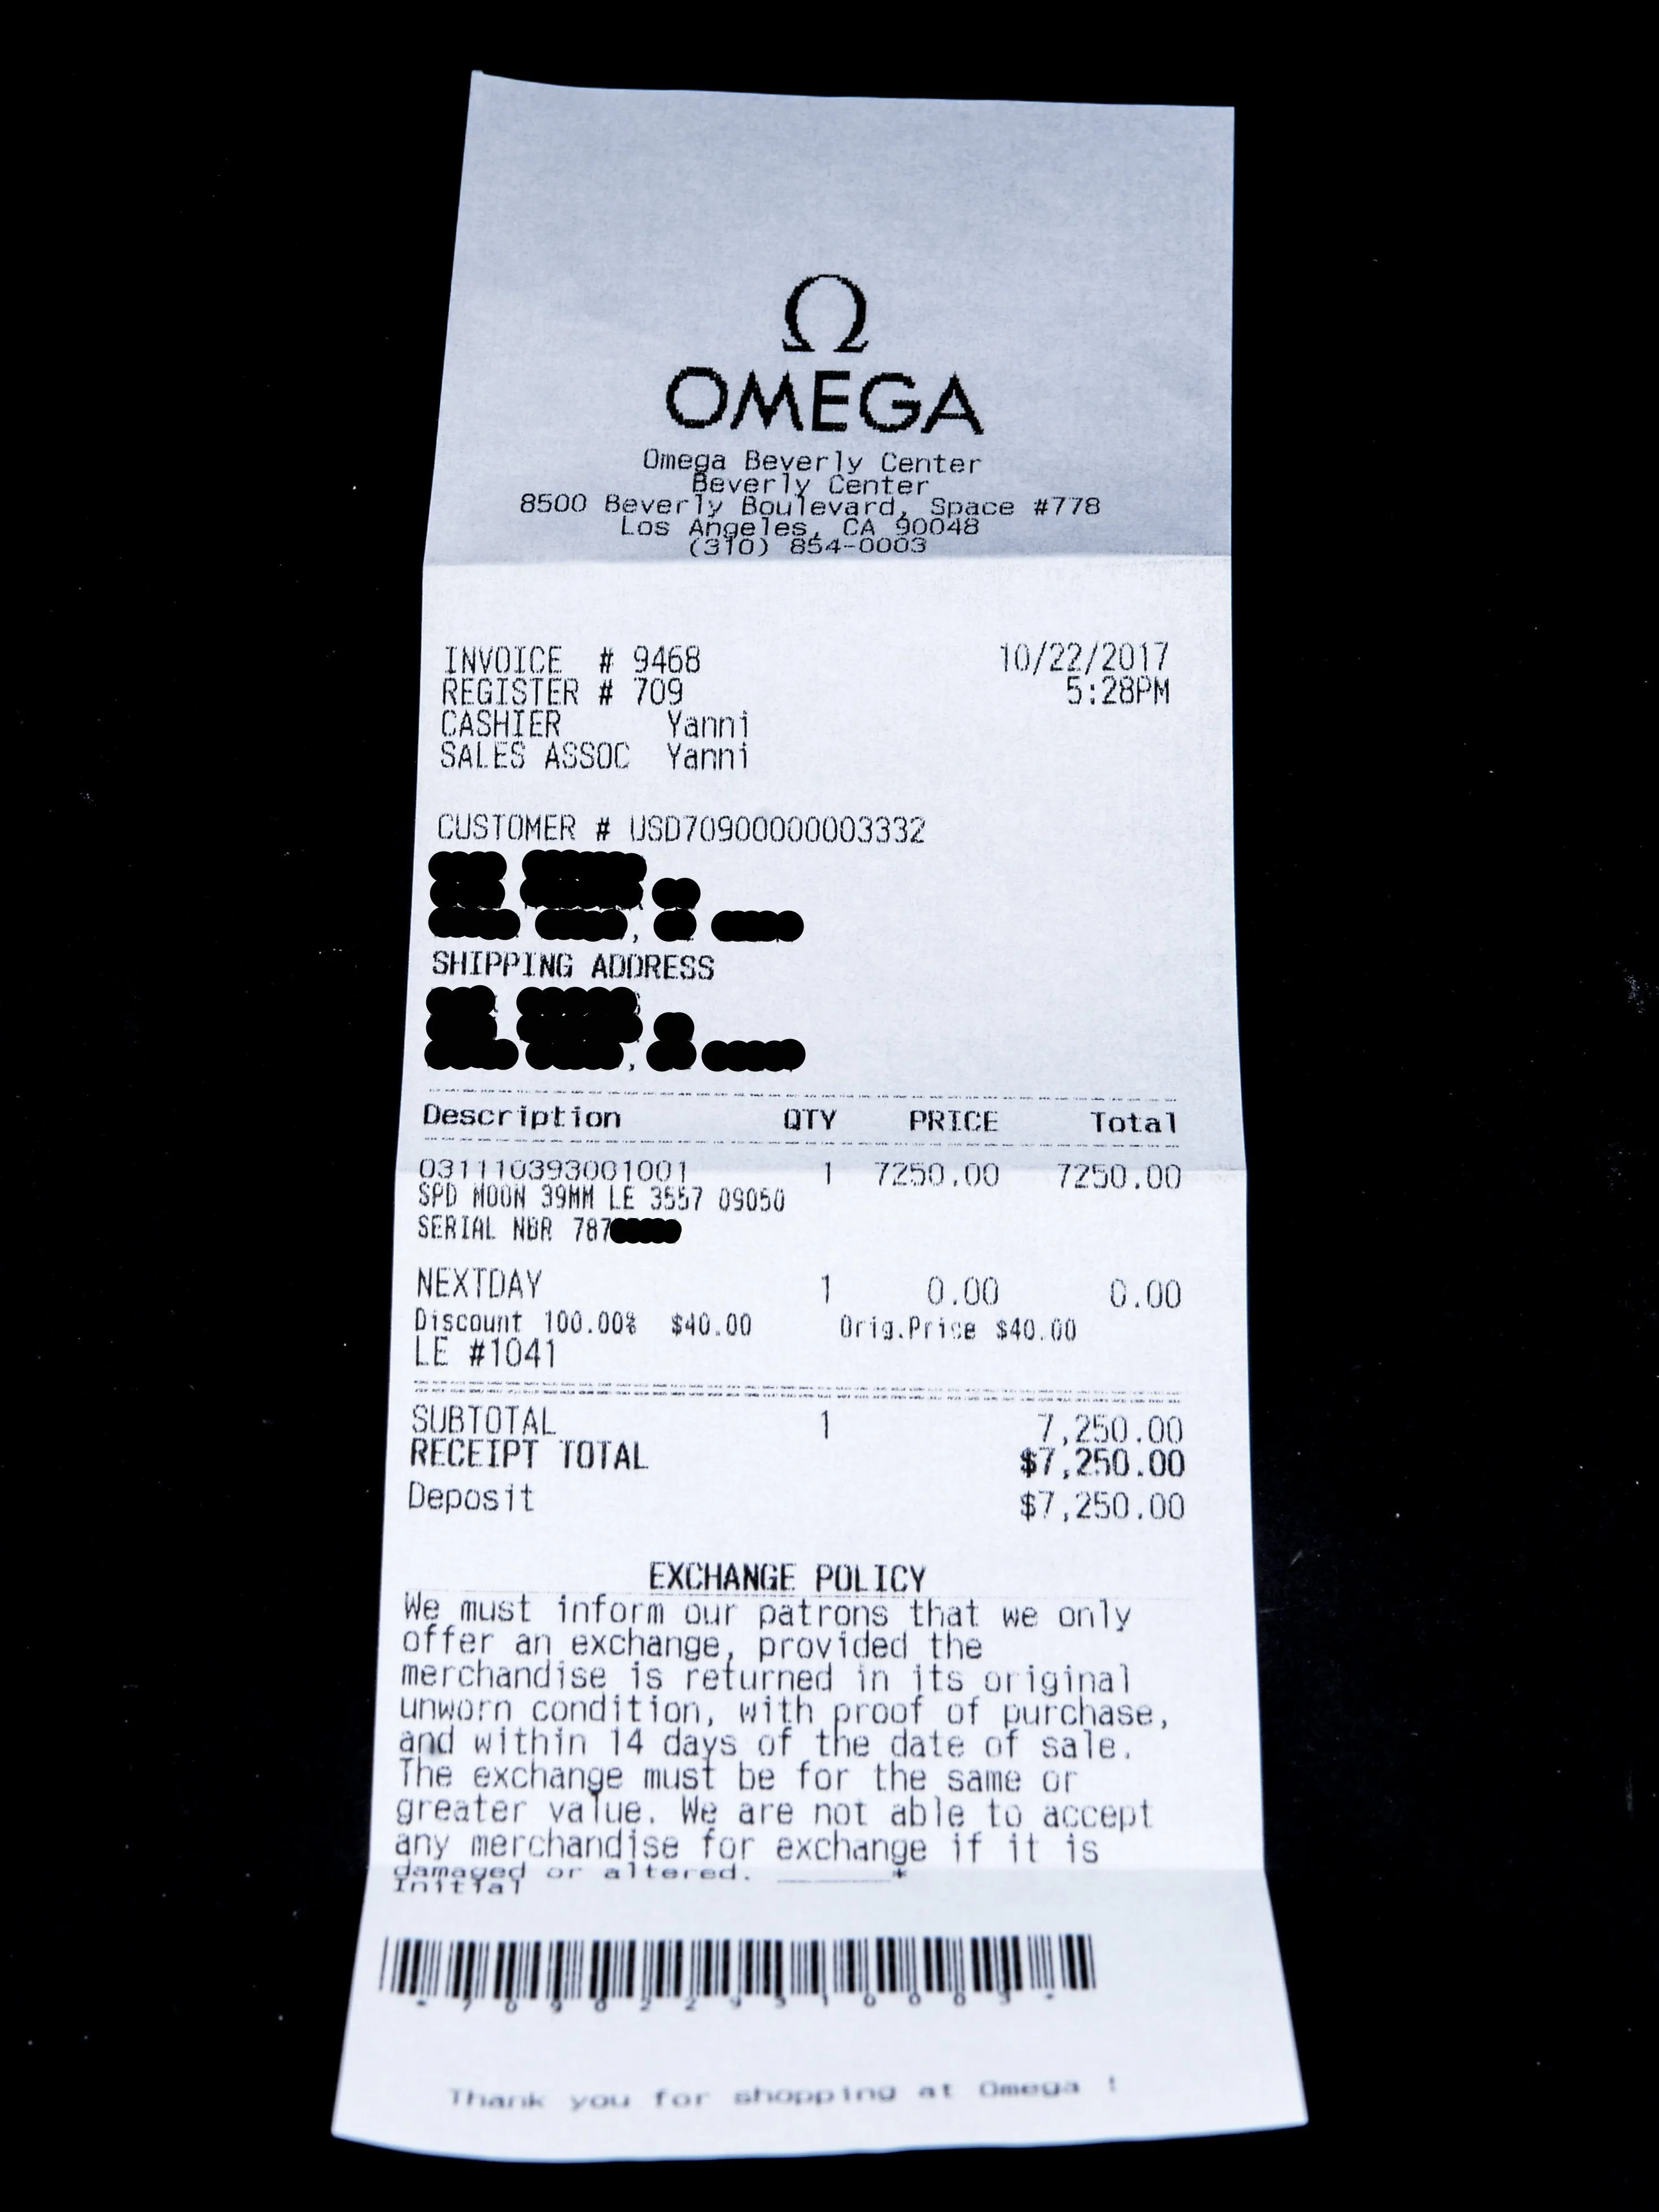 Ω
OMEGA
Omega Beverly Center
Beverly Center
8500 Beverly Boulevard, Space #778
Los Angeles, CA 90048
(310) 854-0003
INVOICE # 9468 10/22/2017
REGISTER # 709 5:28PM
CASHIER Yanni
SALES ASSOC Yanni
CUSTOMER # USD70900000003332
SHIPPING ADDRESS
Description QTY PRICE Total
031110393001001 1 7250.00 7250.00
SPD MOON 39MM LE 3557 09050
SERIAL NBR 787
NEXTDAY 1 0.00 0.00
Discount 100.00% $40.00 Orig.Price $40.00
LE #1041
SUBTOTAL 1 7,250.00
RECEIPT TOTAL $7,250.00
Deposit $7,250.00
EXCHANGE POLICY
We must inform our patrons that we only
offer an exchange, provided the
merchandise is returned in its original
unworn condition, with proof of purchase,
and within 14 days of the date of sale.
The exchange must be for the same or
greater value. We are not able to accept
any merchandise for exchange if it is
damaged or altered. ________*
Initial
Thank you for shopping at Omega !